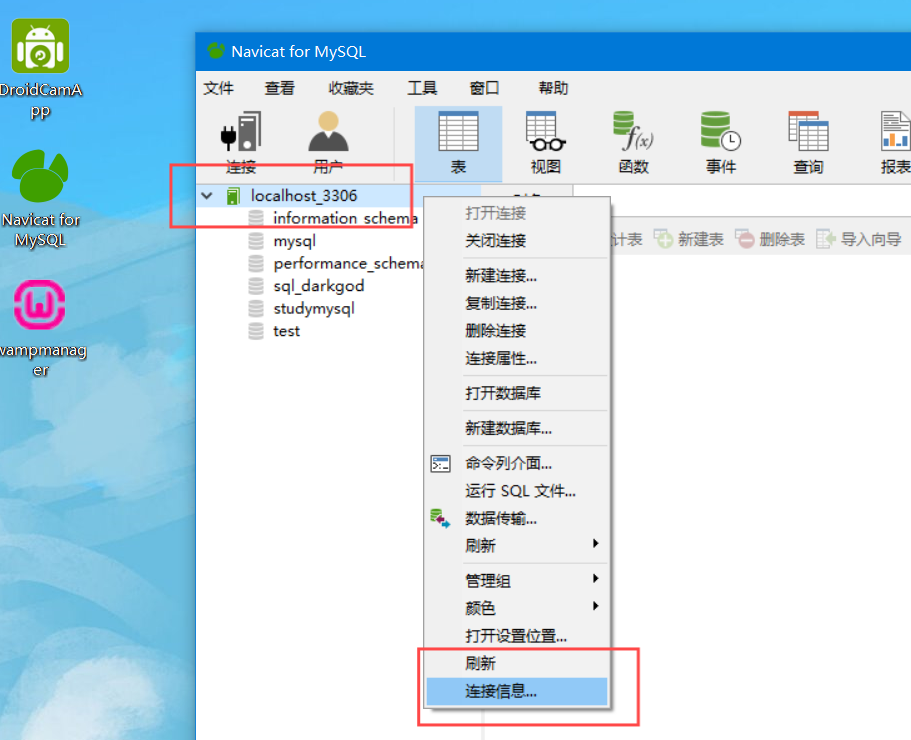 DroidCamA
pp
Navicat for
MySQL
wampmanag
er
Navicat for MySQL
文件 查看 收藏夹 工具 窗口 帮助
连接 用户 表 视图 函数 事件 查询 报表
f(x)
localhost_3306
information_schema
mysql
performance_schema
sql_darkgod
studymysql
test
计表 新建表 删除表 导入向导
打开连接
关闭连接
新建连接...
复制连接...
删除连接
连接属性...
打开数据库
新建数据库...
命令列介面...
运行 SQL 文件...
数据传输...
刷新
管理组
颜色
打开设置位置...
刷新
连接信息...